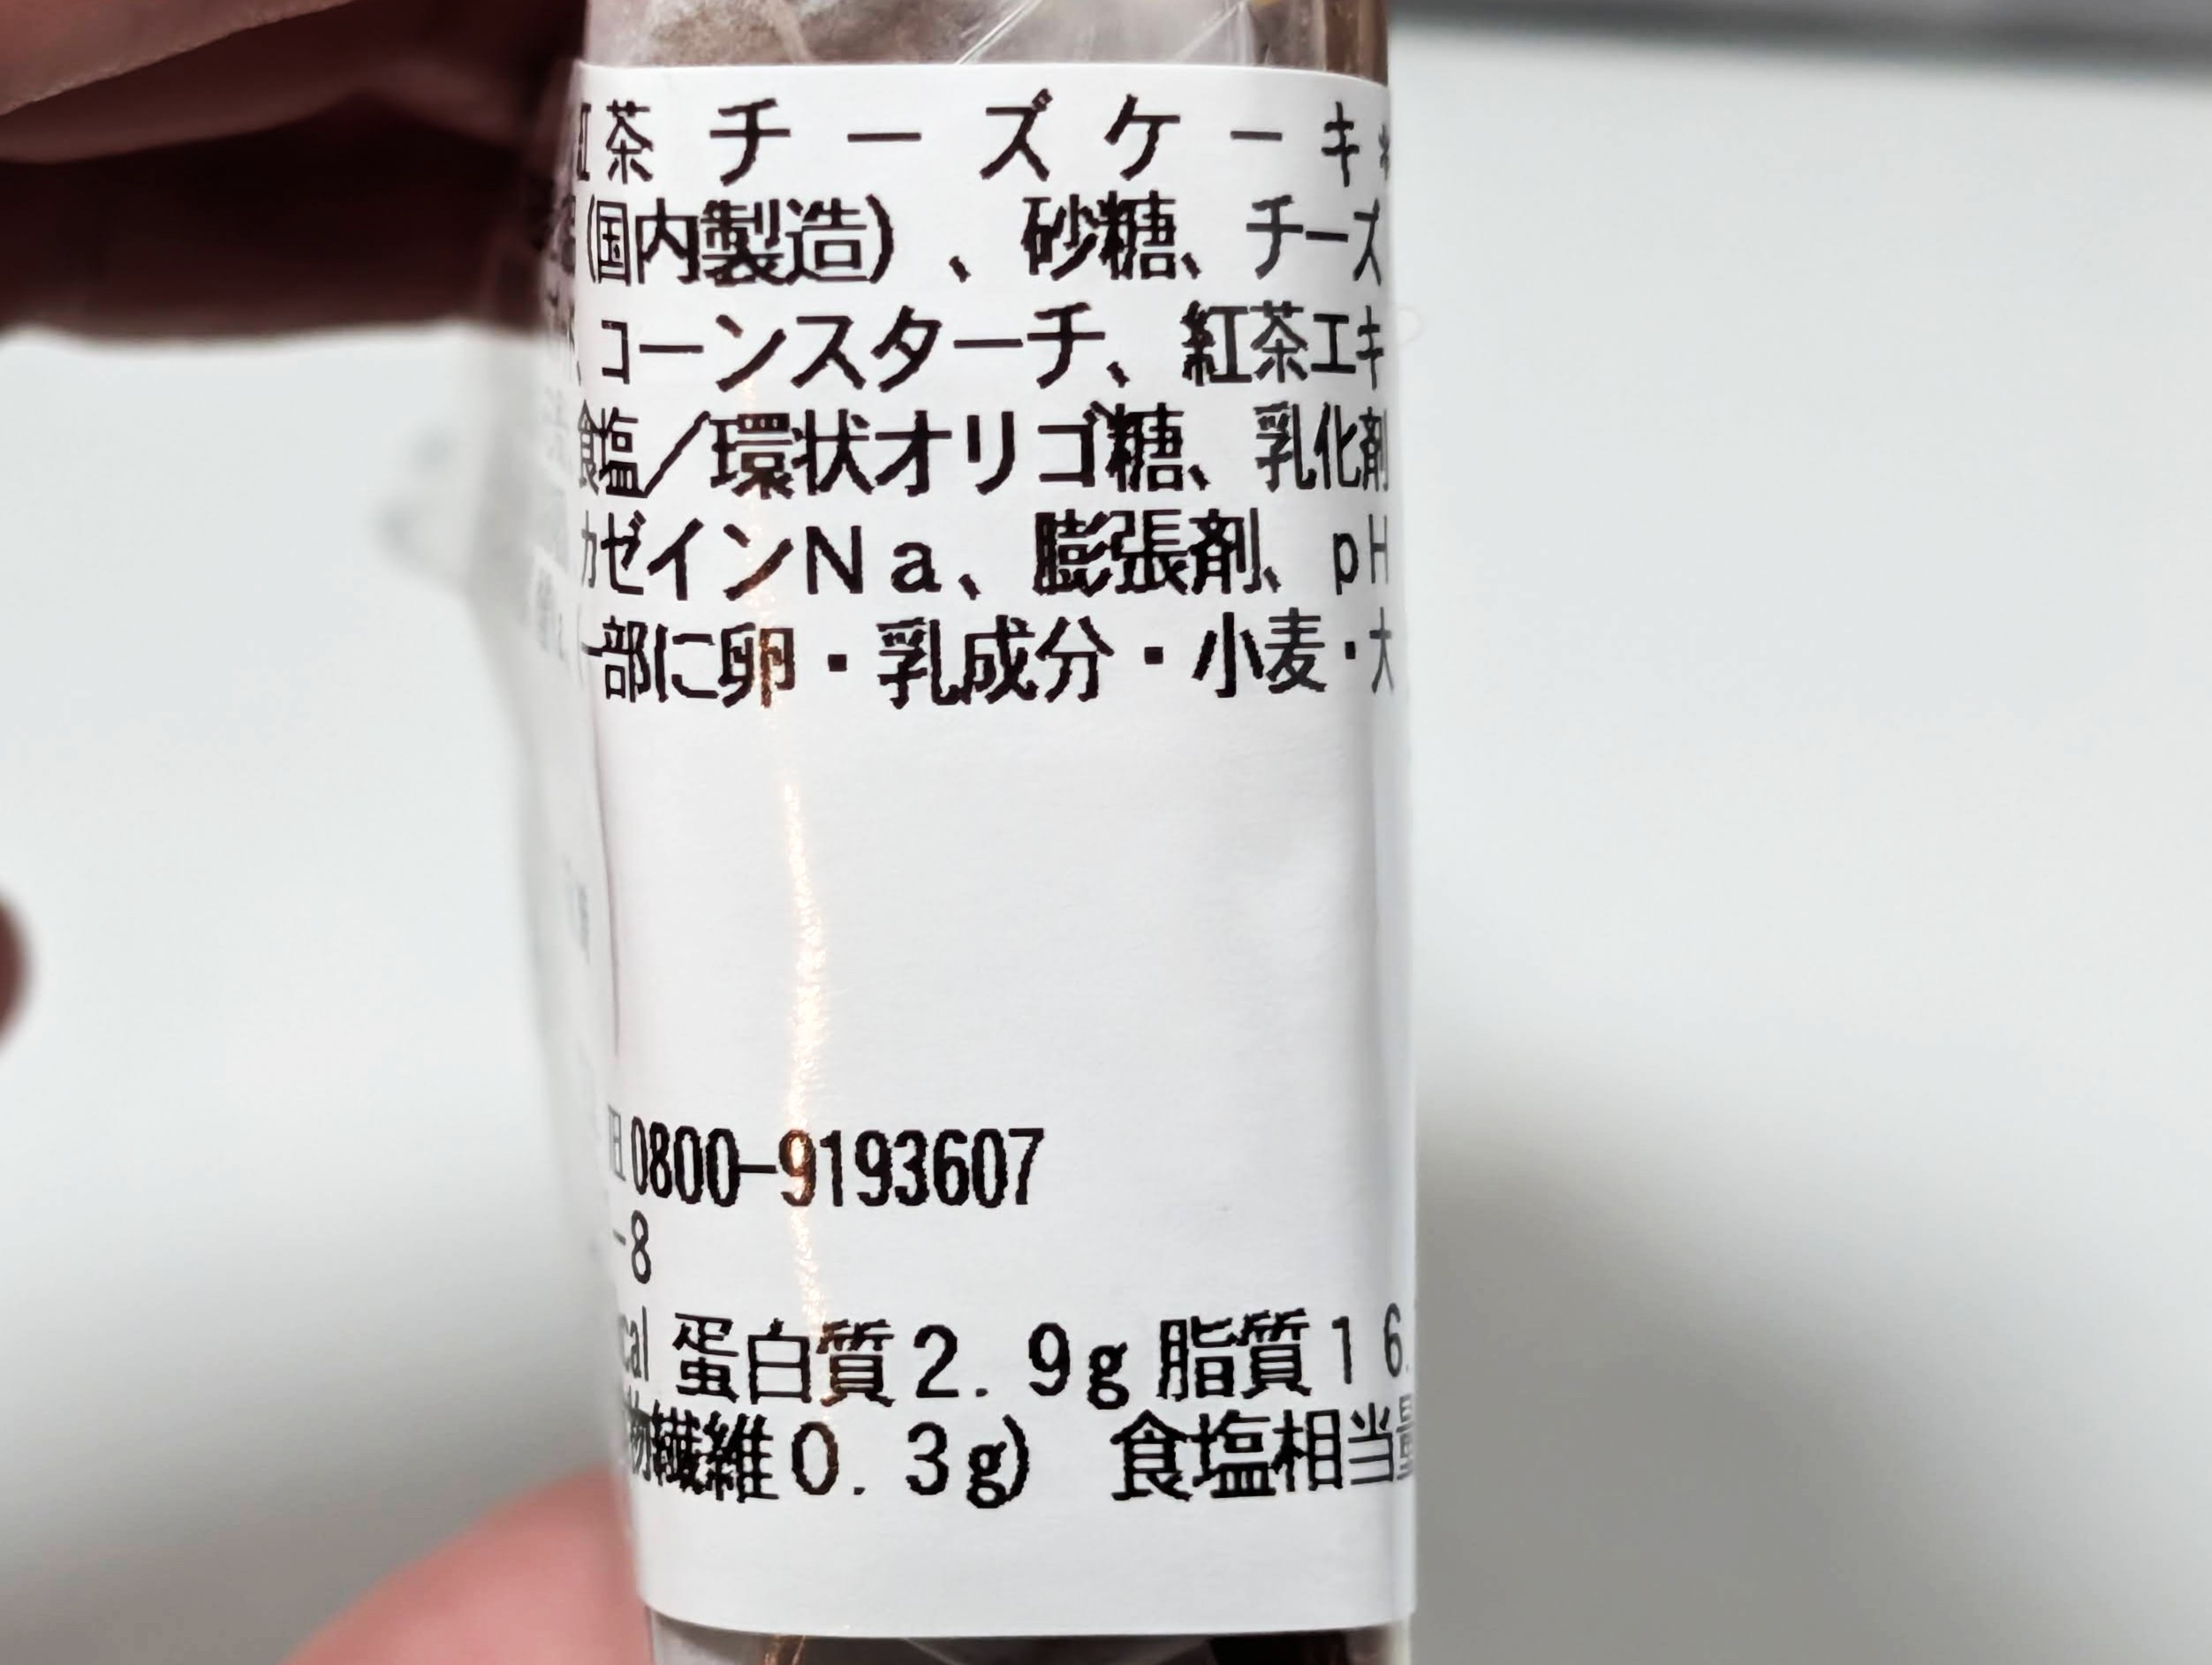 紅茶チーズケーキ*
(国内製造)、砂糖、チーズ
、コーンスターチ、紅茶エキ
食塩/環状オリゴ糖、乳化剤
カゼインNa、膨張剤、pH
(一部に卵・乳成分・小麦・大
TEL0800-9193607
-8
cal 蛋白質2.9g 脂質16.
物繊維0.3g) 食塩相当量